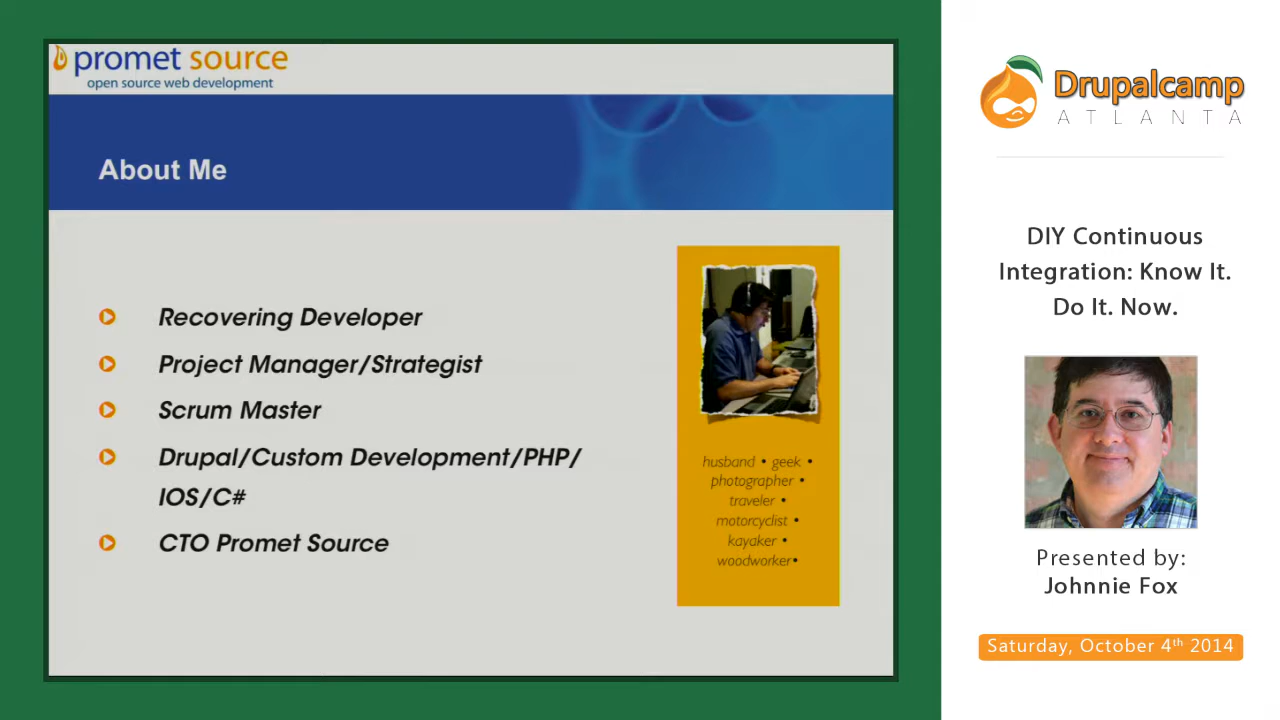 promet source
open source web development
About Me
Recovering Developer
Project Manager/Strategist
Scrum Master
Drupal/Custom Development/PHP/
IOS/C#
CTO Promet Source
husband • geek •
photographer •
traveler •
motorcyclist •
kayaker •
woodworker•
Drupalcamp
ATLANTA
DIY Continuous
Integration: Know It.
Do It. Now.
Presented by:
Johnnie Fox
Saturday, October 4th 2014